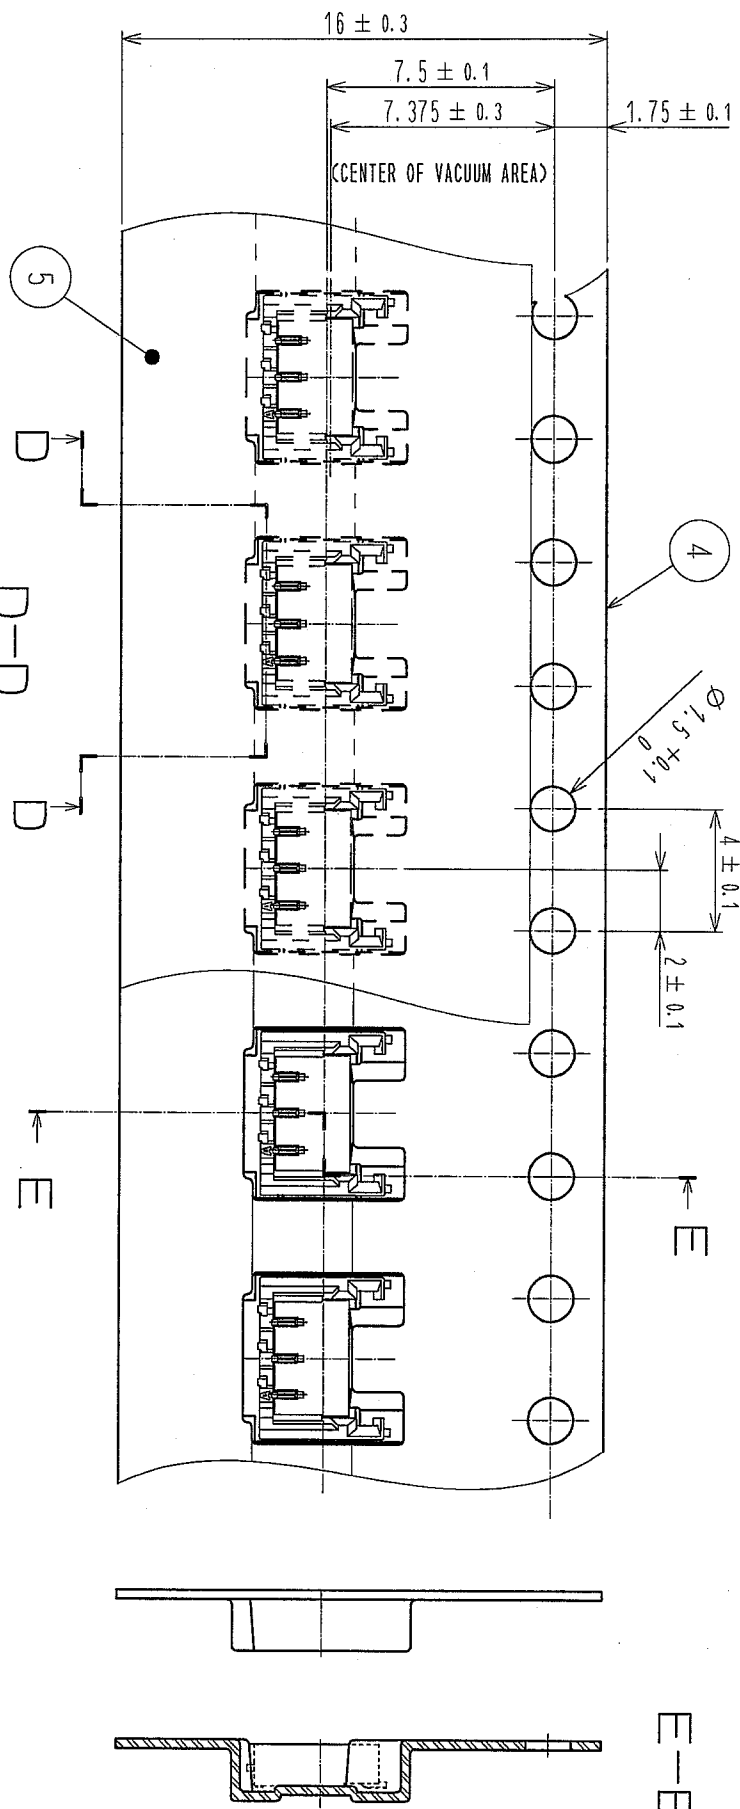 16 ± 0.3
7.5 ± 0.1
7.375 ± 0.3
1.75 ± 0.1
(CENTER OF VACUUM AREA)
5
4
D
D-D
D
Ø1.5 +0.1
0
4 ± 0.1
2 ± 0.1
E
E
E-E